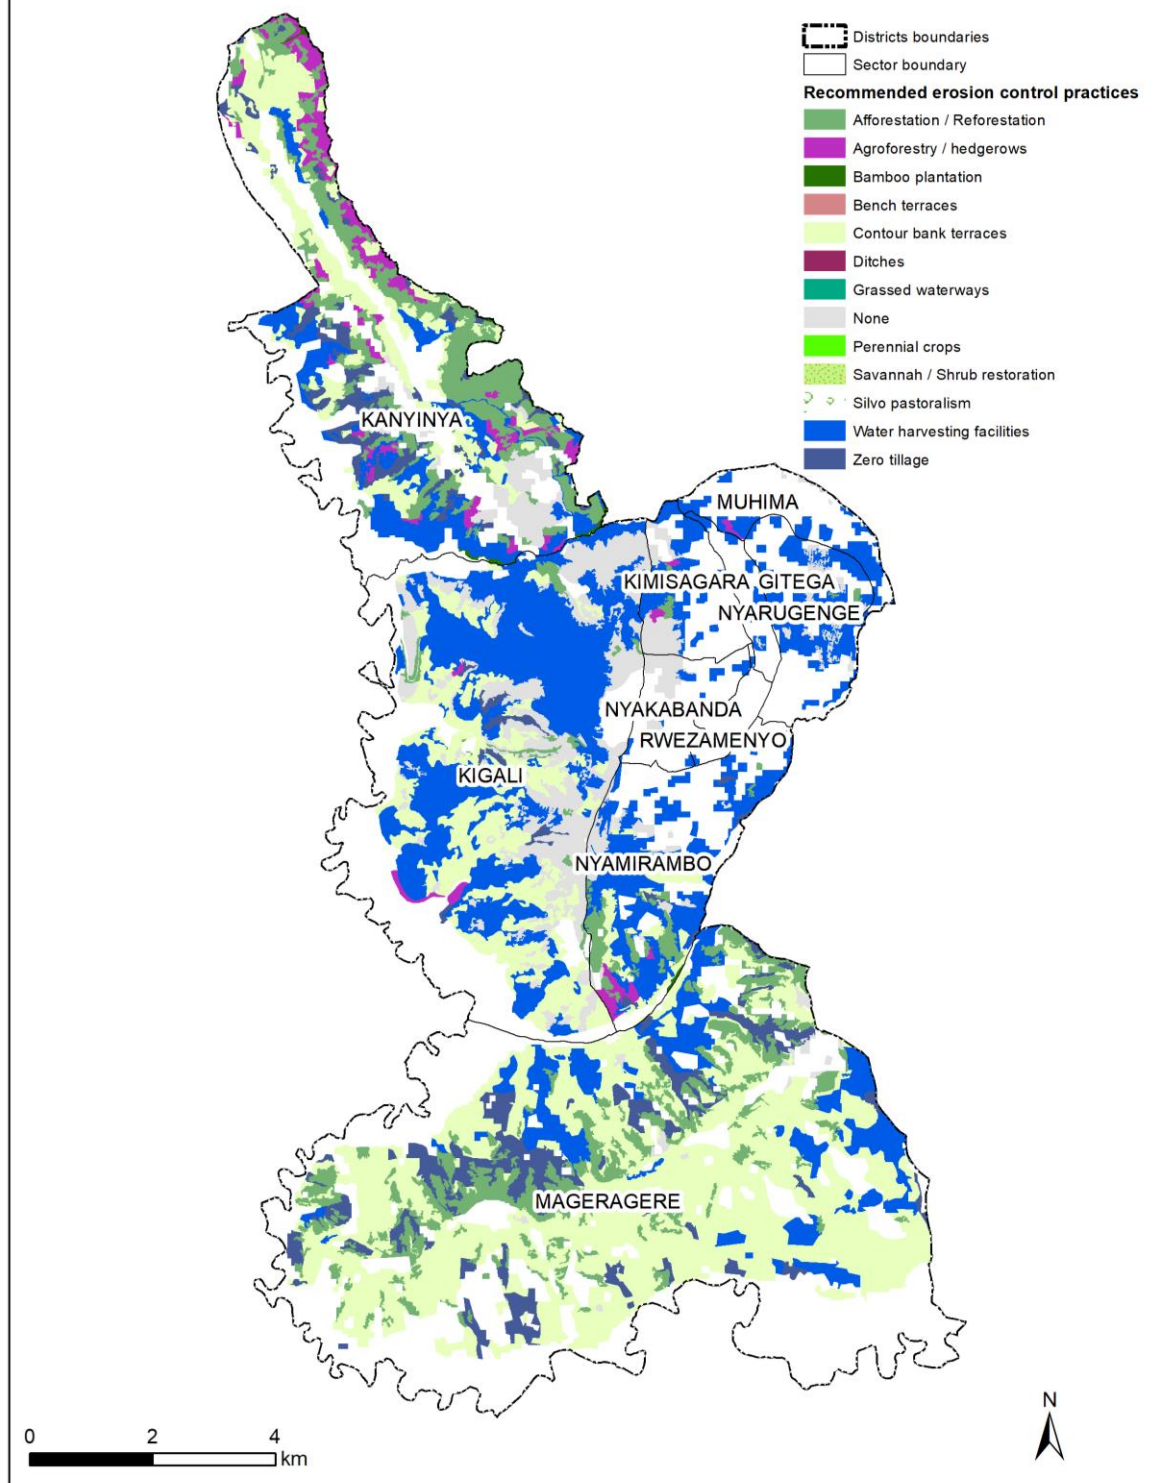 Districts boundaries
Sector boundary
Recommended erosion control practices
Afforestation / Reforestation
Agroforestry / hedgerows
Bamboo plantation
Bench terraces
Contour bank terraces
Ditches
Grassed waterways
None
Perennial crops
Savannah / Shrub restoration
Silvo pastoralism
Water harvesting facilities
Zero tillage
KANYINYA
MUHIMA
KIMISAGARA GITEGA
NYARUGENGE
NYAKABANDA
RWEZAMENYO
KIGALI
NYAMIRAMBO
MAGERAGERE
N
0 2 4
km